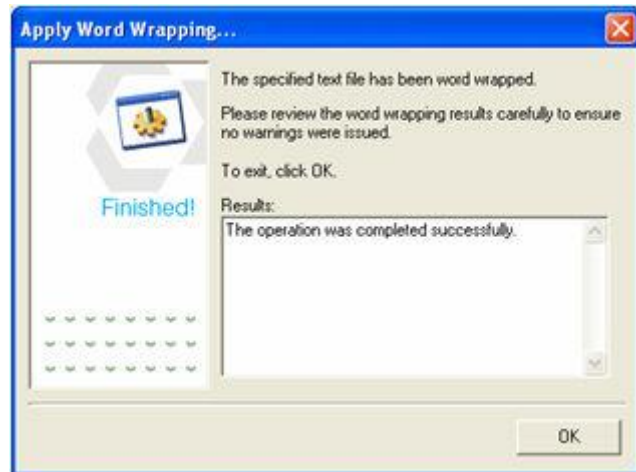 Apply Word Wrapping...
The specified text file has been word wrapped.
Please review the word wrapping results carefully to ensure
no warnings were issued.
To exit, click OK.
Finished!
Results:
The operation was completed successfully.
OK